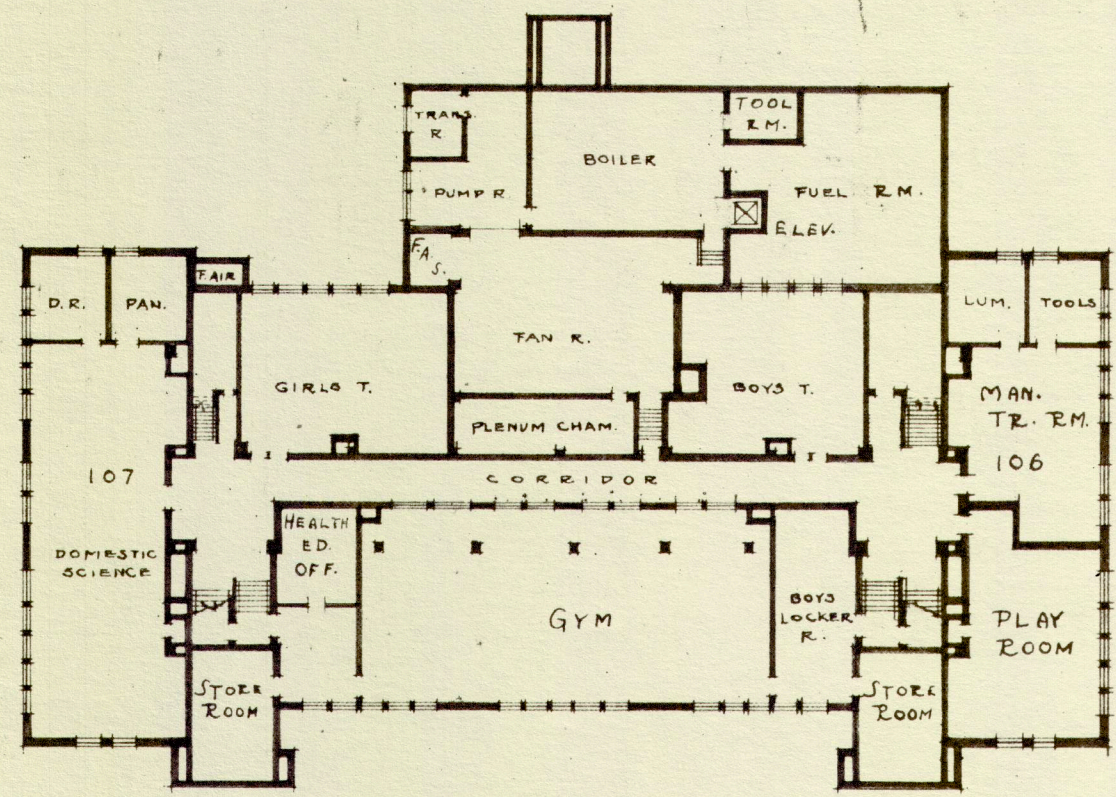 TRANS.
R
TOOL
RM.
BOILER
PUMP R
FUEL RM.
ELEV.
F.A.
S.
F. AIR
D.R.
PAN.
LUM.
TOOLS
FAN R.
GIRLS T.
BOYS T.
MAN.
TR. RM.
PLENUM CHAM.
107
106
CORRIDOR
HEALTH
ED.
OFF.
DOMESTIC
SCIENCE
GYM
BOYS
LOCKER
R.
PLAY
ROOM
STORE
ROOM
STORE
ROOM